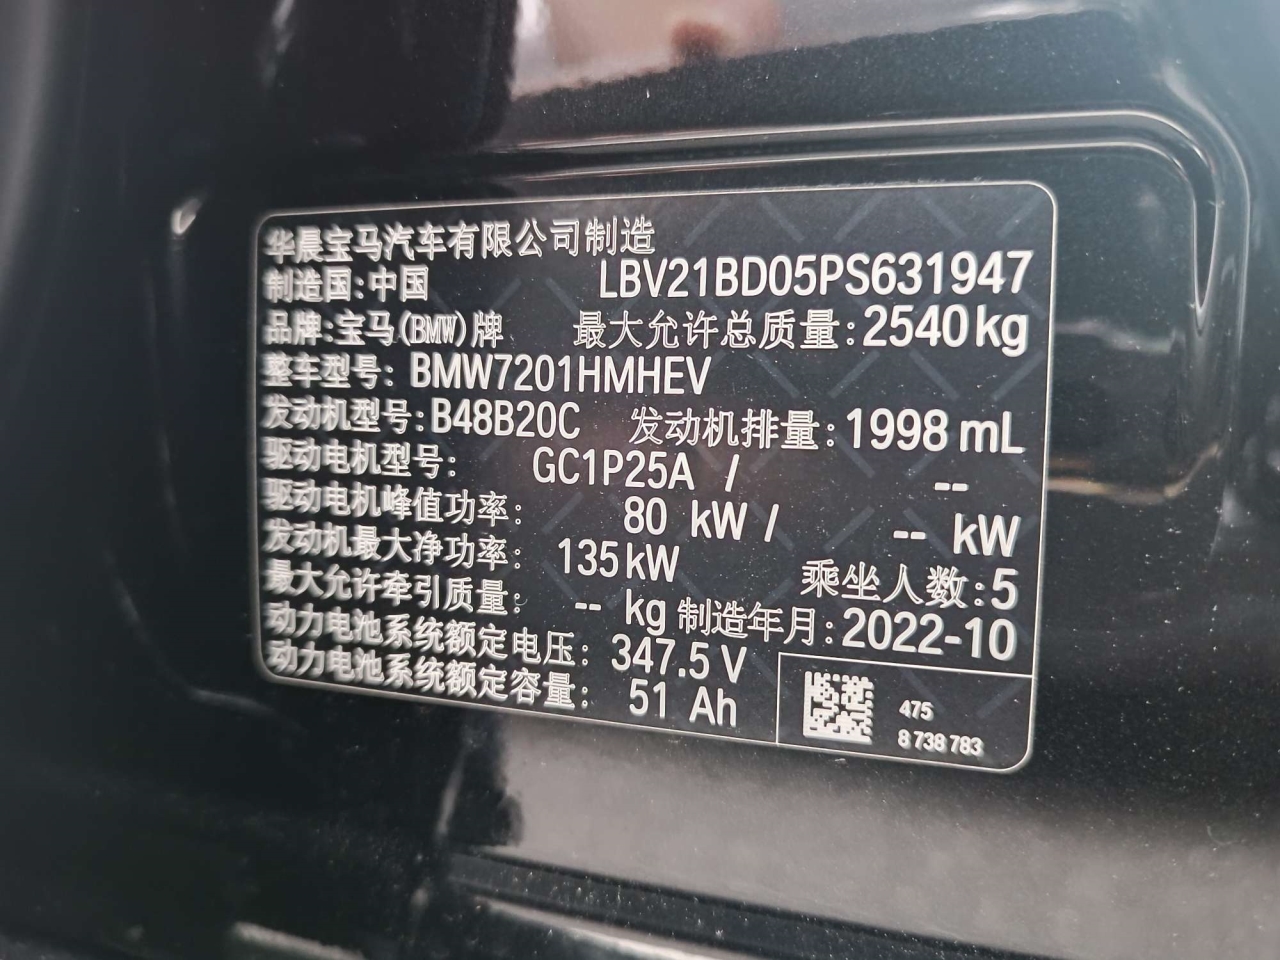 华晨宝马汽车有限公司制造
制造国:中国 LBV21BD05PS631947
品牌:宝马(BMW)牌 最大允许总质量:2540kg
整车型号: BMW7201HMHEV
发动机型号:B48B20C 发动机排量:1998 mL
驱动电机型号: GC1P25A / --
驱动电机峰值功率: 80 kW / -- kW
发动机最大净功率: 135kW 乘坐人数:5
最大允许牵引质量: -- kg 制造年月:2022-10
动力电池系统额定电压: 347.5 V
动力电池系统额定容量: 51 Ah
475
8 738 783